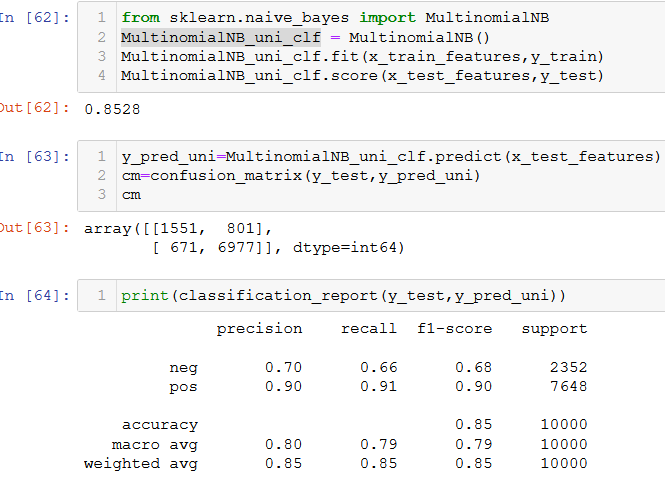 In [62]: 1 from sklearn.naive_bayes import MultinomialNB
2 MultinomialNB_uni_clf = MultinomialNB()
3 MultinomialNB_uni_clf.fit(x_train_features,y_train)
4 MultinomialNB_uni_clf.score(x_test_features,y_test)
Out[62]: 0.8528
In [63]: 1 y_pred_uni=MultinomialNB_uni_clf.predict(x_test_features)
2 cm=confusion_matrix(y_test,y_pred_uni)
3 cm
Out[63]: array([[1551, 801],
[ 671, 6977]], dtype=int64)
In [64]: 1 print(classification_report(y_test,y_pred_uni))
precision recall f1-score support
neg 0.70 0.66 0.68 2352
pos 0.90 0.91 0.90 7648
accuracy 0.85 10000
macro avg 0.80 0.79 0.79 10000
weighted avg 0.85 0.85 0.85 10000